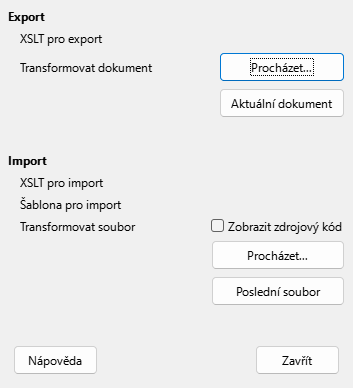 Export
XSLT pro export
Transformovat dokument Procházet...
Aktuální dokument
Import
XSLT pro import
Šablona pro import
Transformovat soubor Zobrazit zdrojový kód
Procházet...
Poslední soubor
Nápověda Zavřít